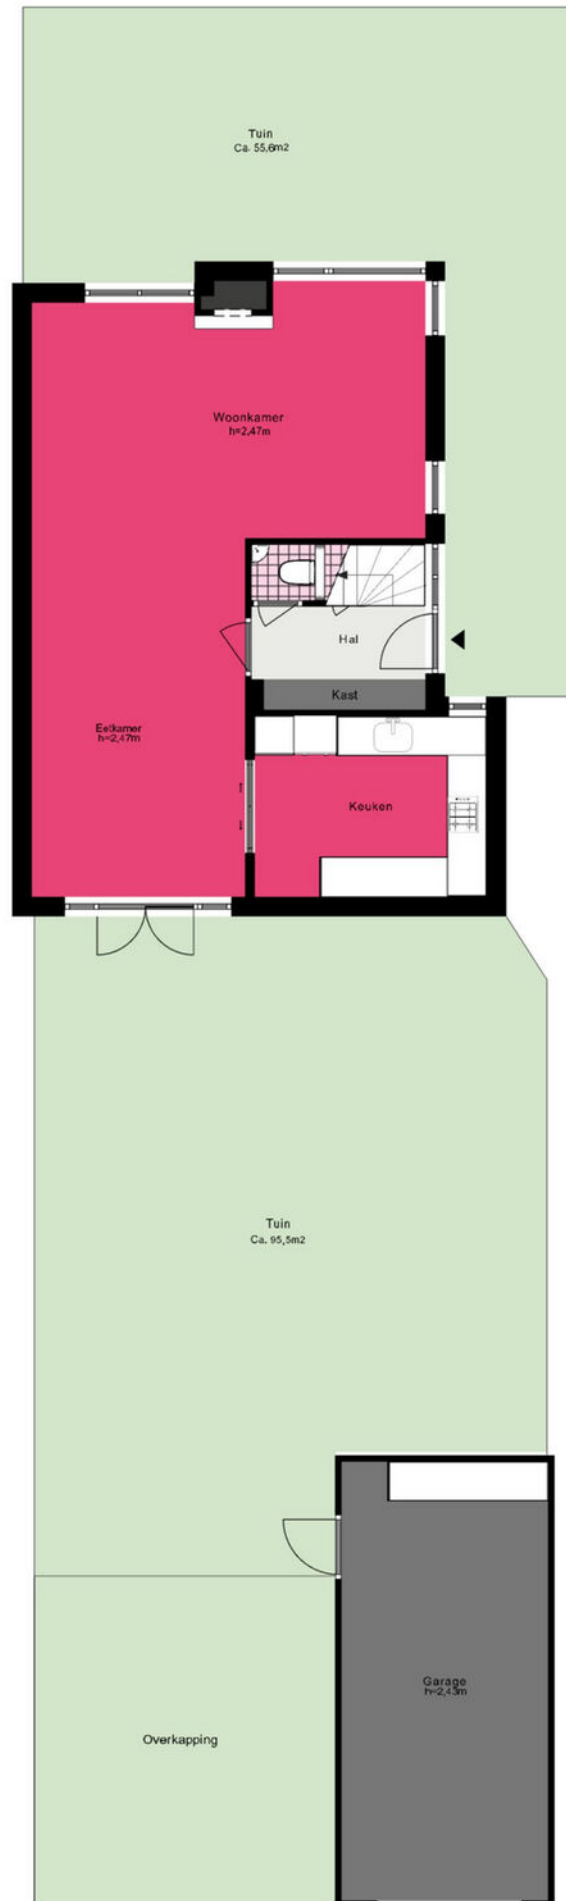 Tuin
Ca. 55,6m2
Woonkamer
h=2,47m
Hal
Kast
Eetkamer
h=2,47m
Keuken
Tuin
Ca. 95,5m2
Garage
h=2,43m
Overkapping